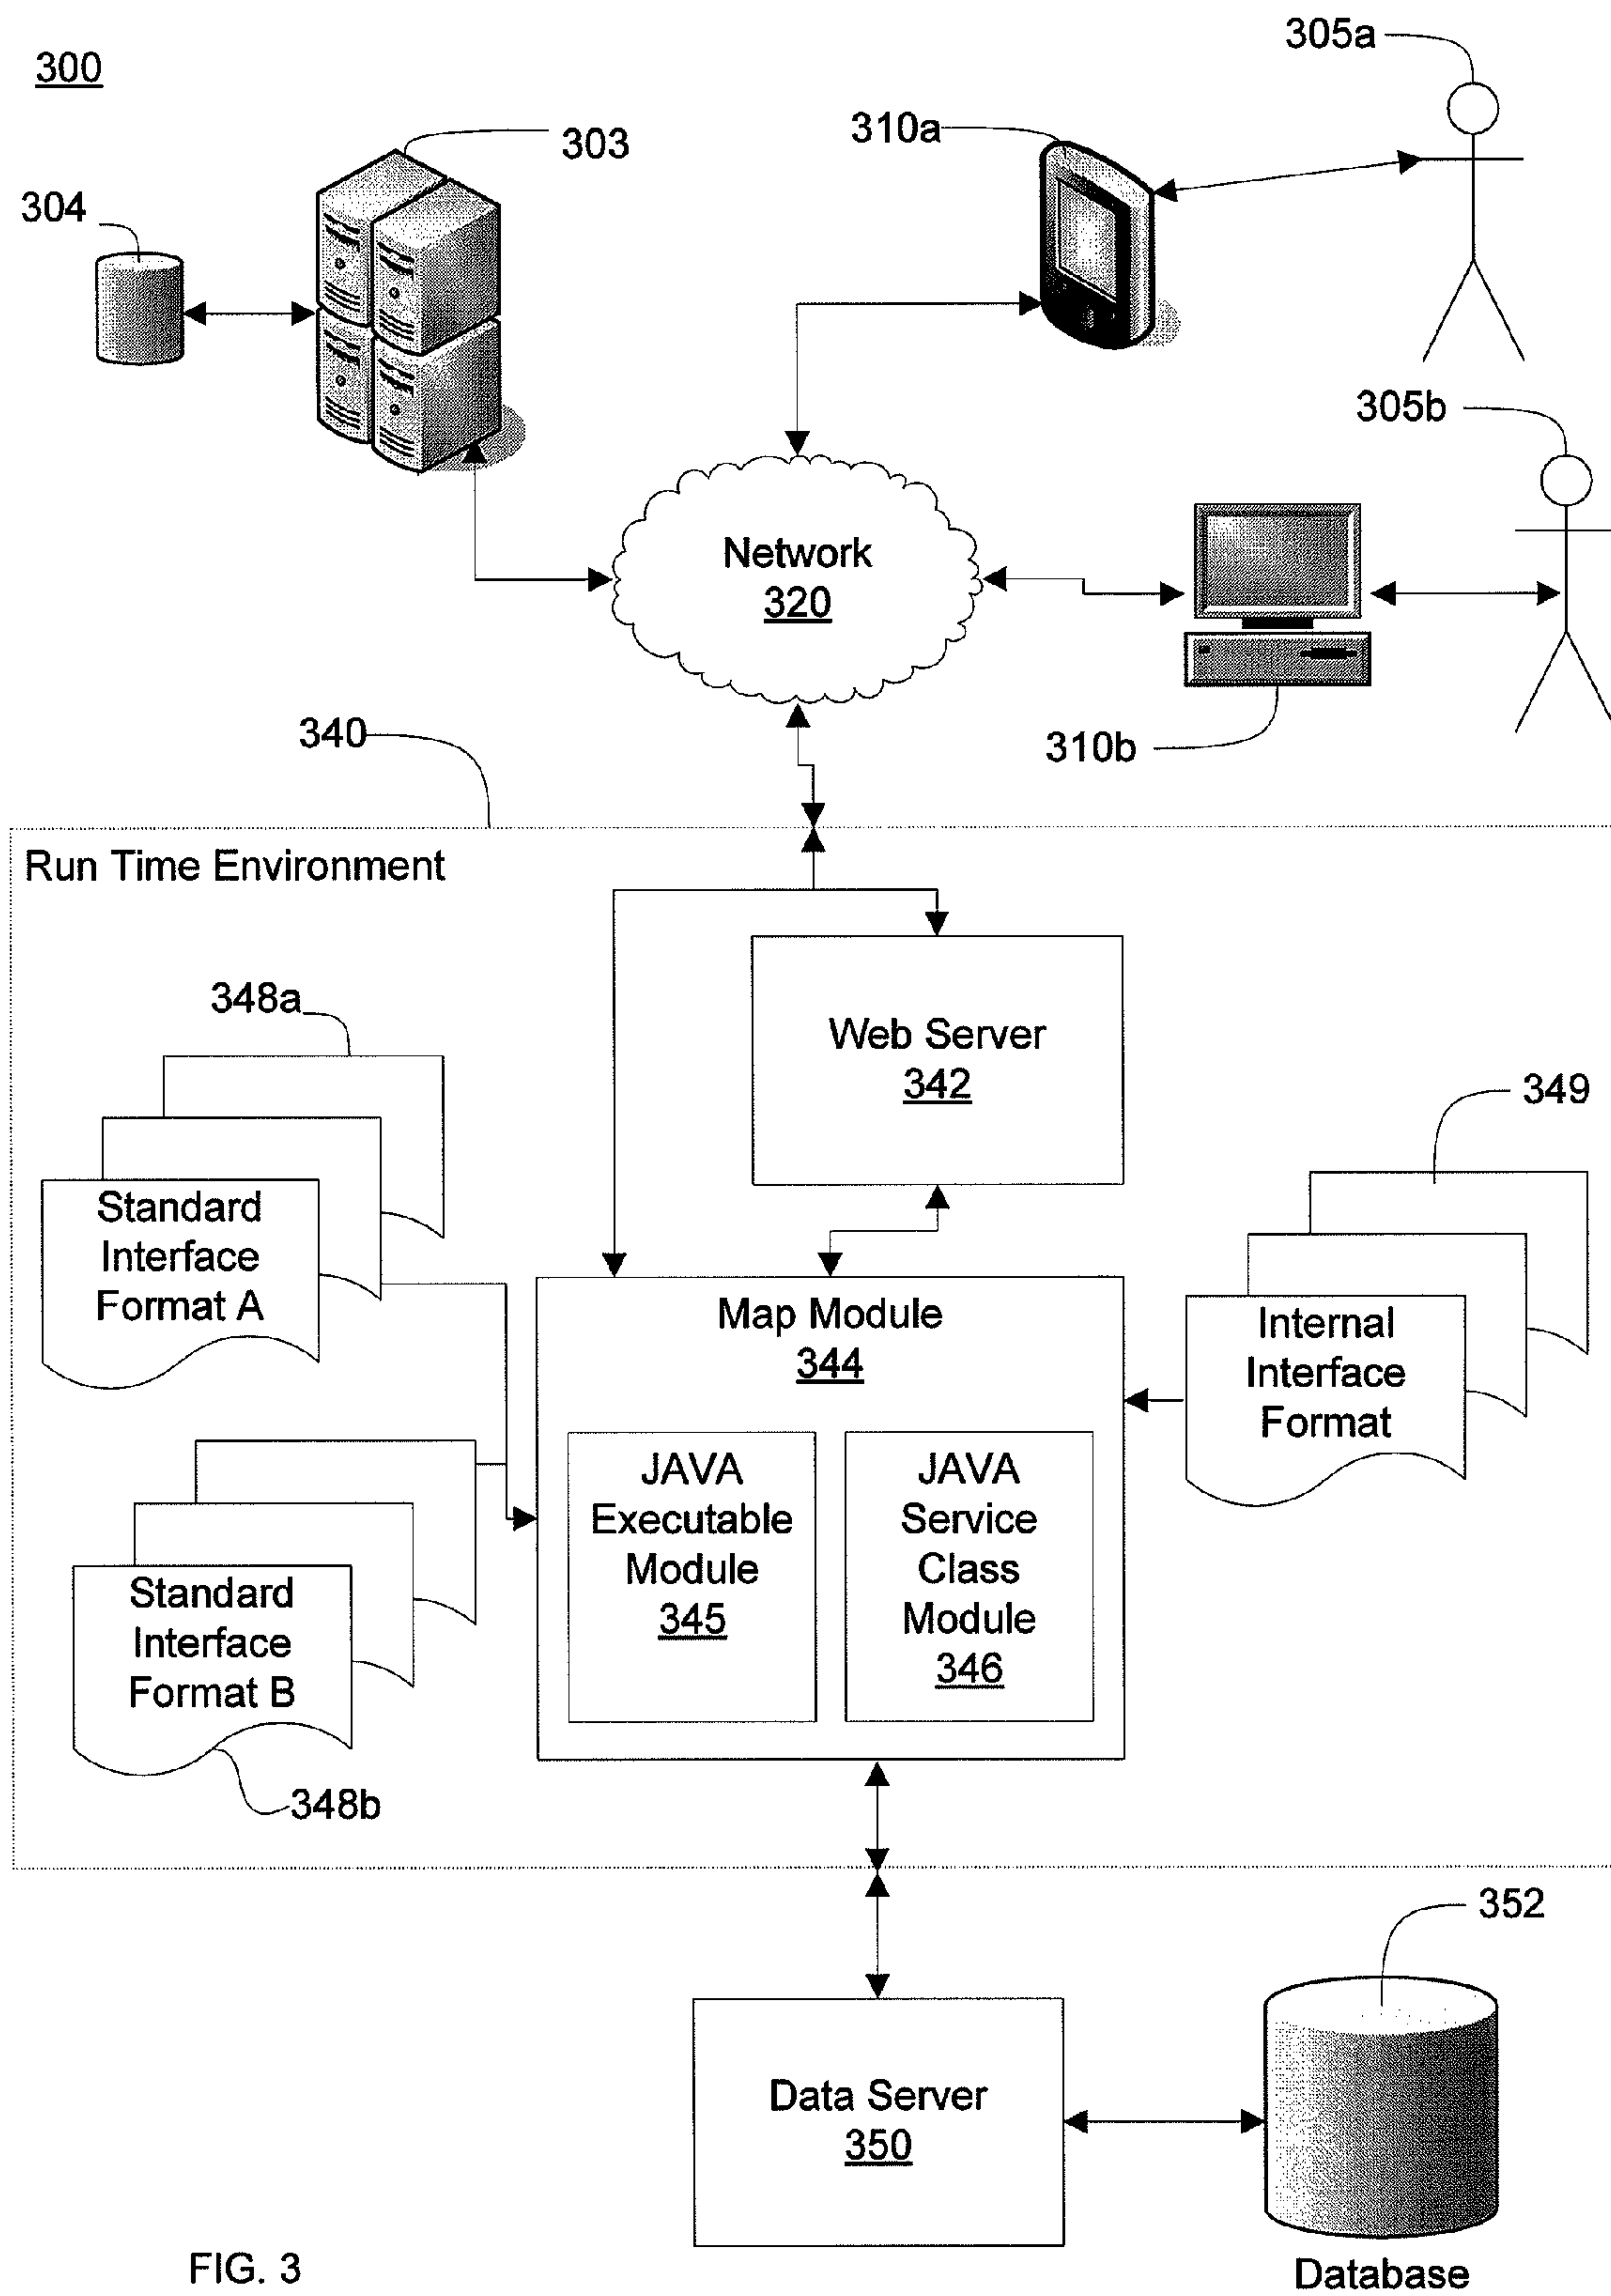 300
305a
310a
303
304
305b
Network
320
340
310b
Run Time Environment
348a
Web Server
342
349
Standard
Interface
Format A
Map Module
344
Internal
Interface
Format
JAVA
Executable
Module
345
JAVA
Service
Class
Module
346
Standard
Interface
Format B
348b
352
Data Server
350
FIG. 3
Database